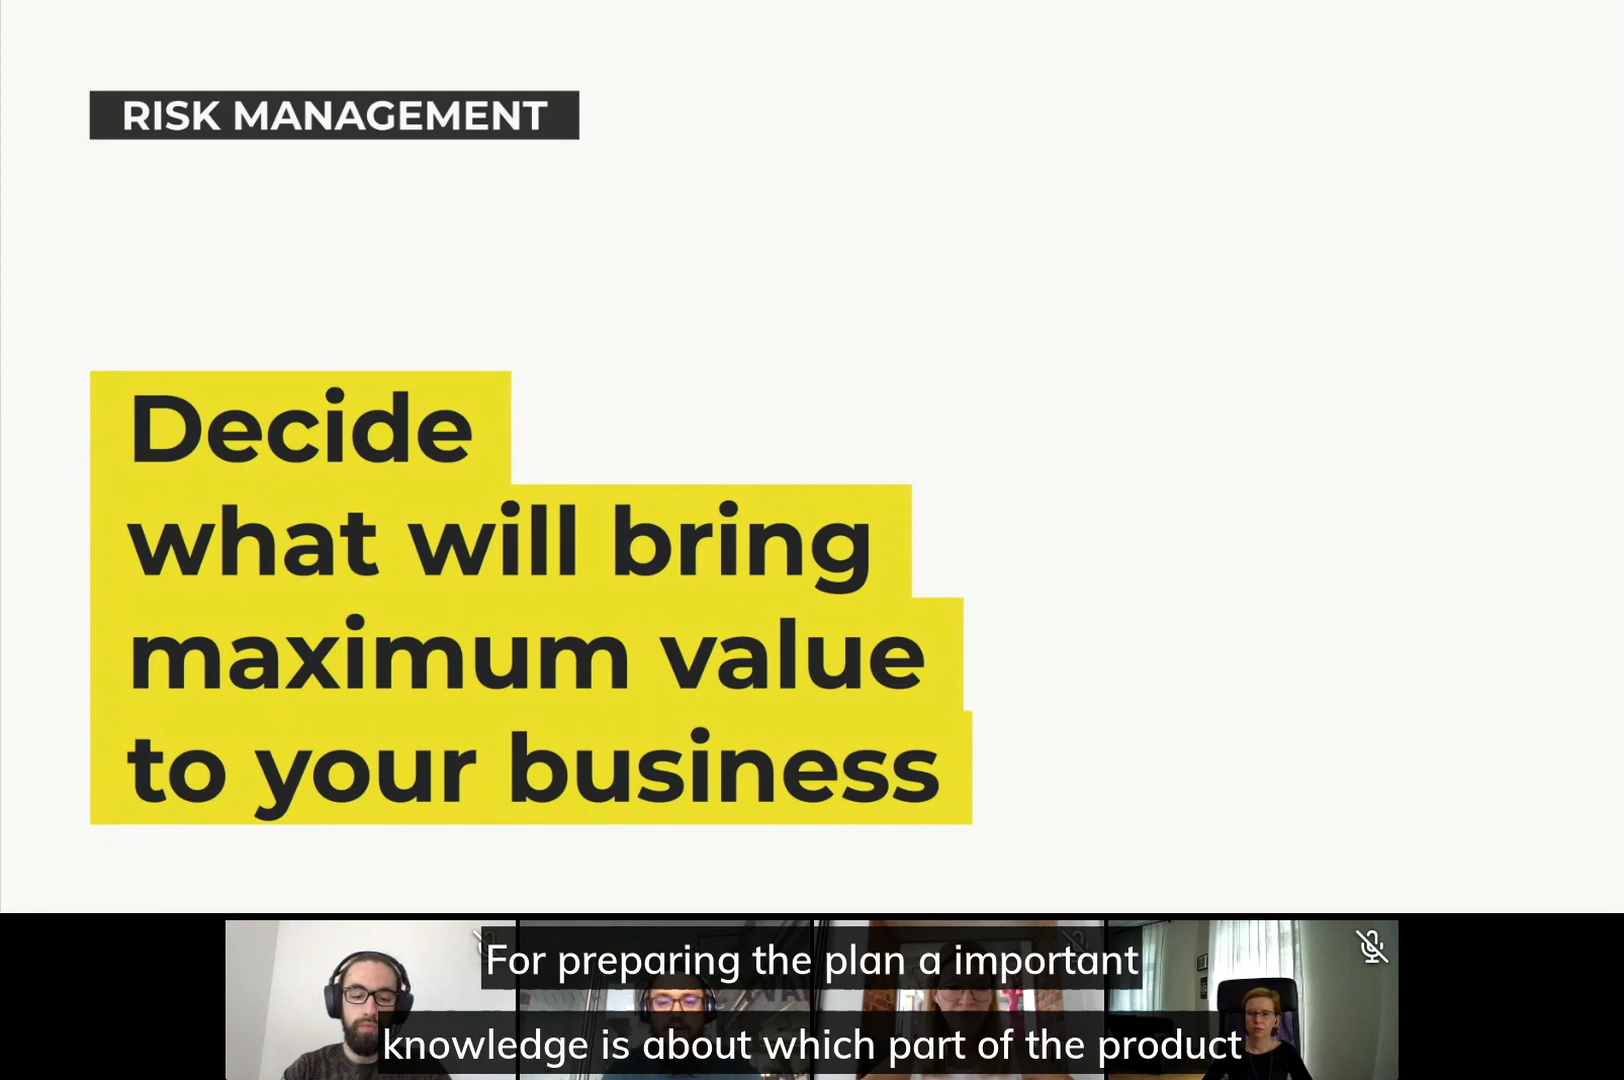 RISK MANAGEMENT
Decide
what will bring
maximum value
to your business
For preparing the plan a important
knowledge is about which part of the product